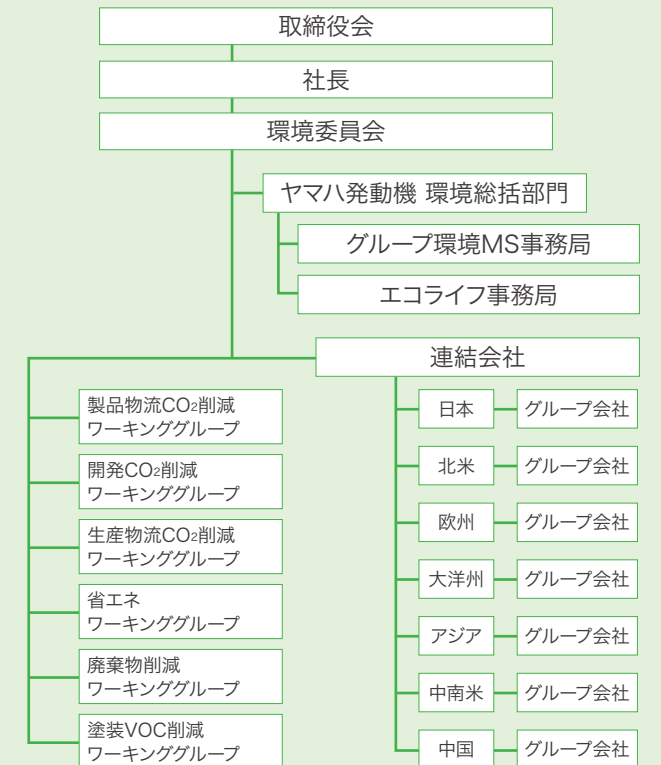 取締役会
社長
環境委員会
ヤマハ発動機 環境総括部門
グループ環境MS事務局
エコライフ事務局
連結会社
製品物流CO₂削減
ワーキンググループ
開発CO₂削減
ワーキンググループ
生産物流CO₂削減
ワーキンググループ
省エネ
ワーキンググループ
廃棄物削減
ワーキンググループ
塗装VOC削減
ワーキンググループ
日本 グループ会社
北米 グループ会社
欧州 グループ会社
大洋州 グループ会社
アジア グループ会社
中南米 グループ会社
中国 グループ会社